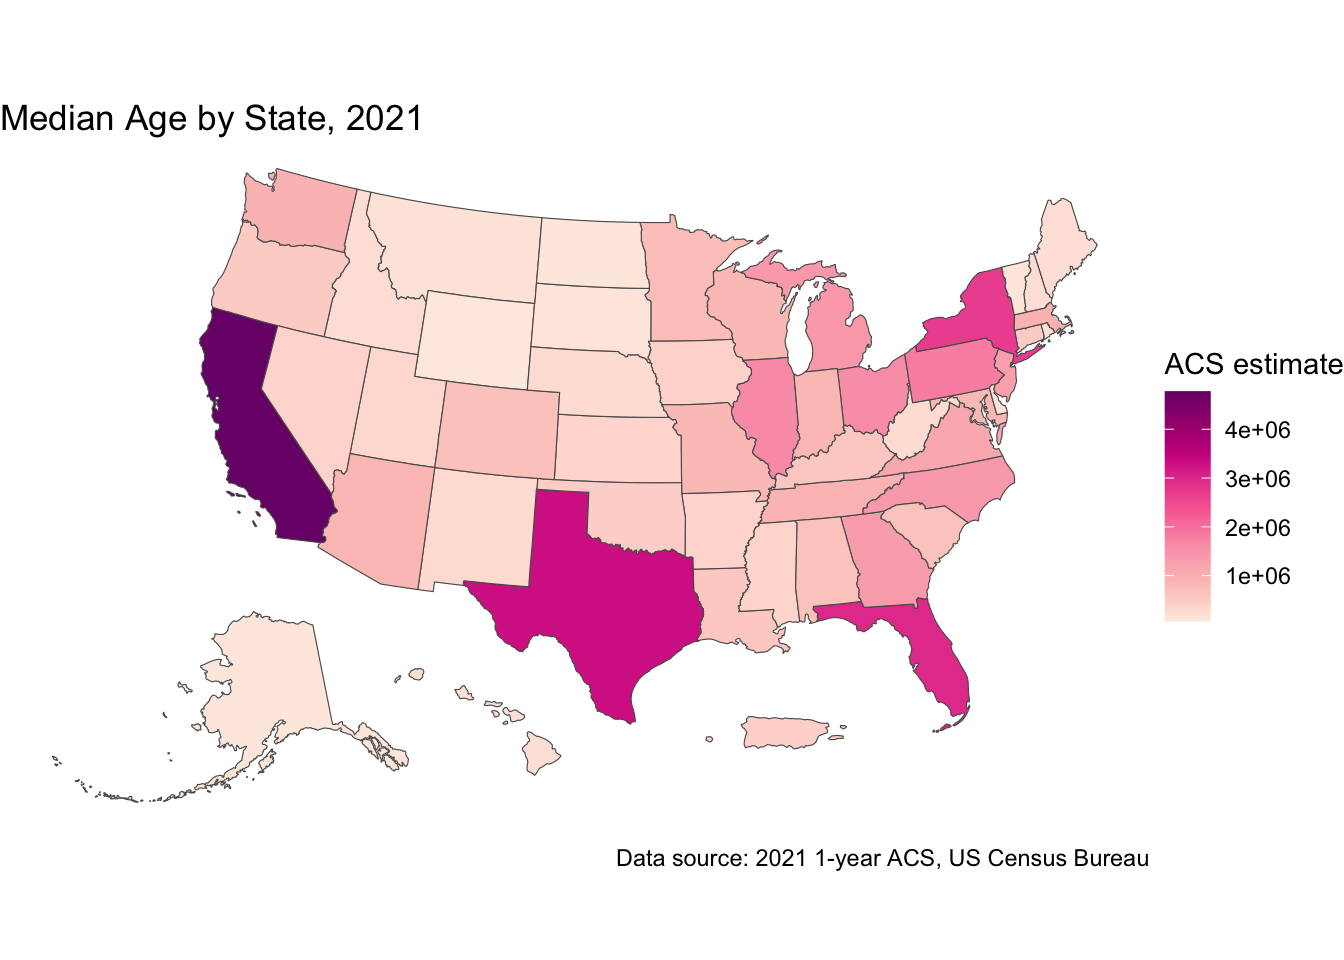 Median Age by State, 2021
ACS estimate
4e+06
3e+06
2e+06
1e+06
Data source: 2021 1-year ACS, US Census Bureau